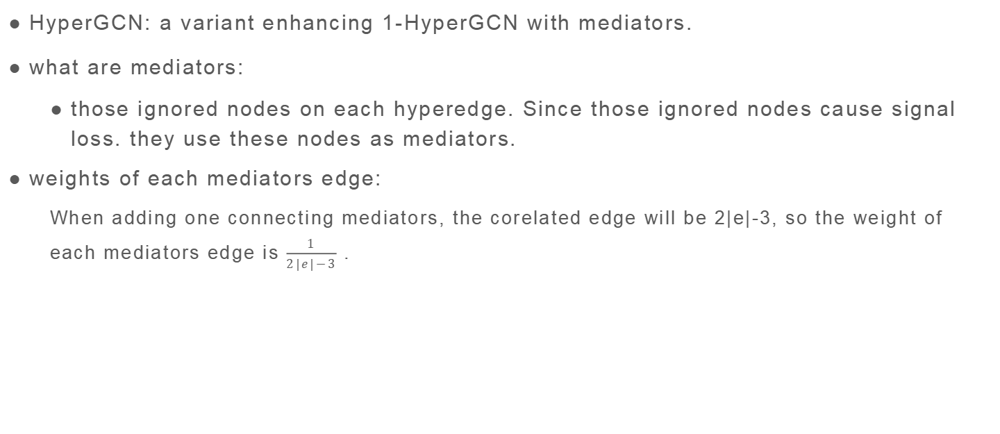 ● HyperGCN: a variant enhancing 1-HyperGCN with mediators.
● what are mediators:
● those ignored nodes on each hyperedge. Since those ignored nodes cause signal
loss. they use these nodes as mediators.
● weights of each mediators edge:
When adding one connecting mediators, the corelated edge will be 2|e|-3, so the weight of
each mediators edge is \frac{1}{2|e|-3} .